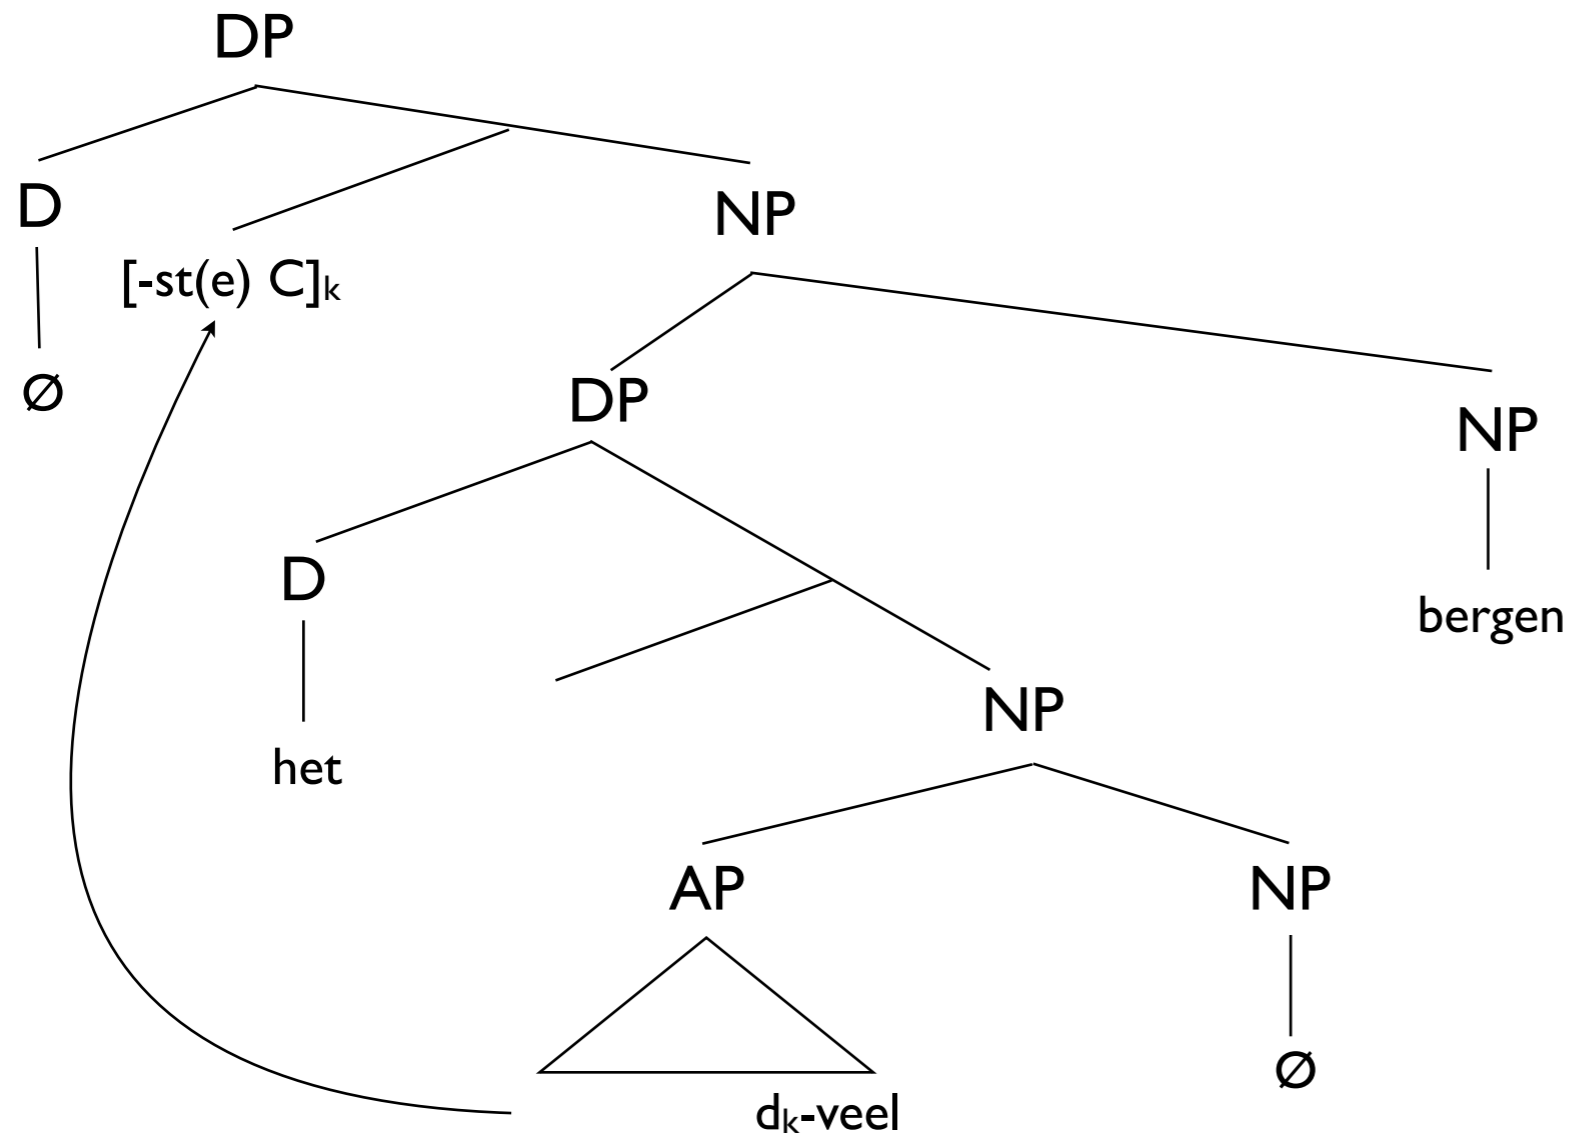 DP
D
NP
[-st(e) C]k
Ø
DP
NP
D
bergen
NP
het
AP
NP
Ø
dk-veel